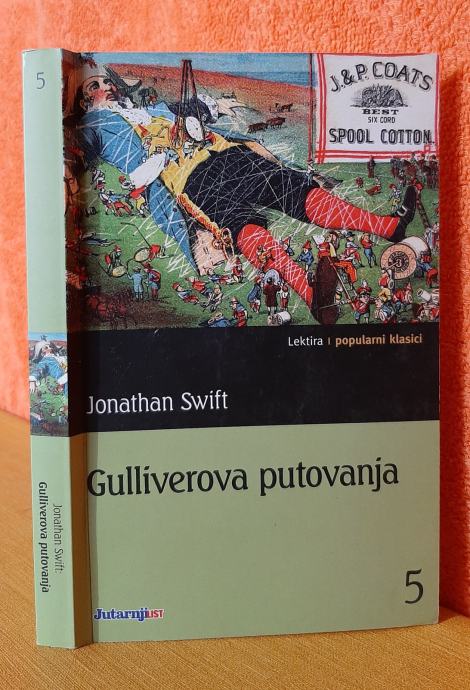 5
Jonathan Swift:
Gulliverova putovanja
J.&P. COATS
BEST
SIX CORD
SPOOL COTTON
Lektira | popularni klasici
Jonathan Swift
Gulliverova putovanja
5
Jutarnji LIST